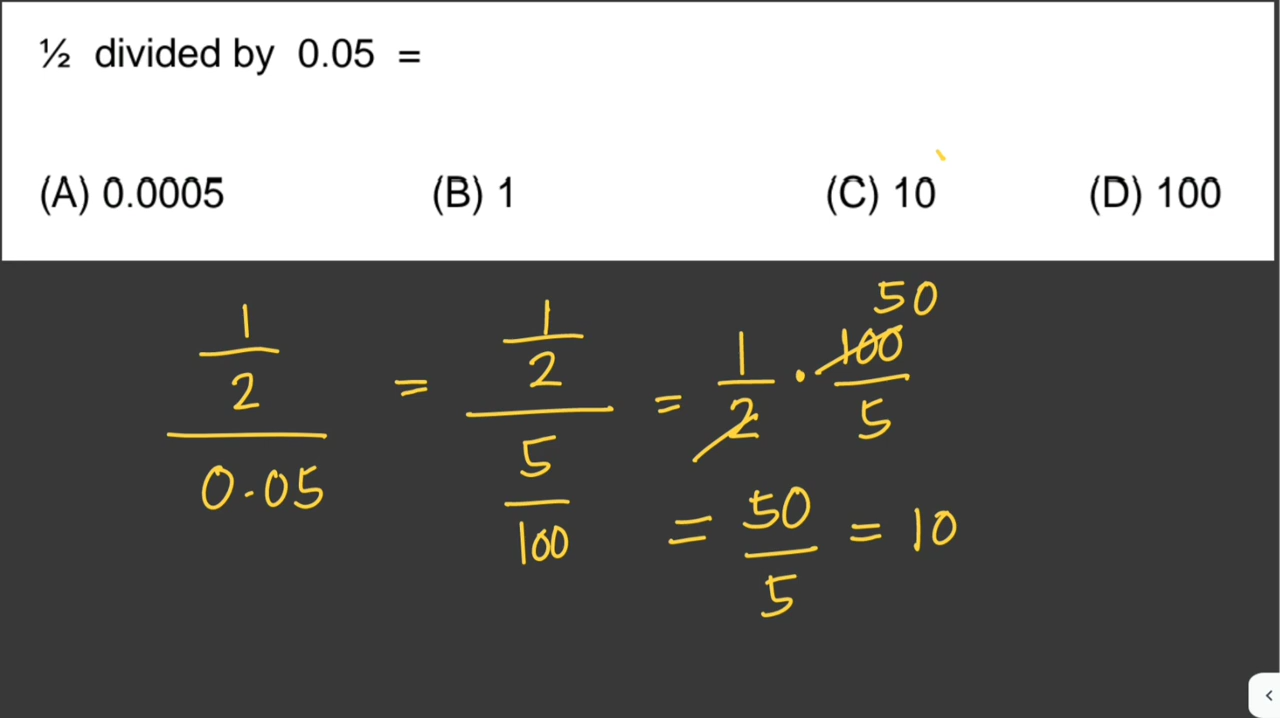 ½ divided by 0.05 =
(A) 0.0005 (B) 1 (C) 10 (D) 100
1/2 / 0.05 = 1/2 / 5/100 = 1/2 · 100/5 50
= 50/5 = 10